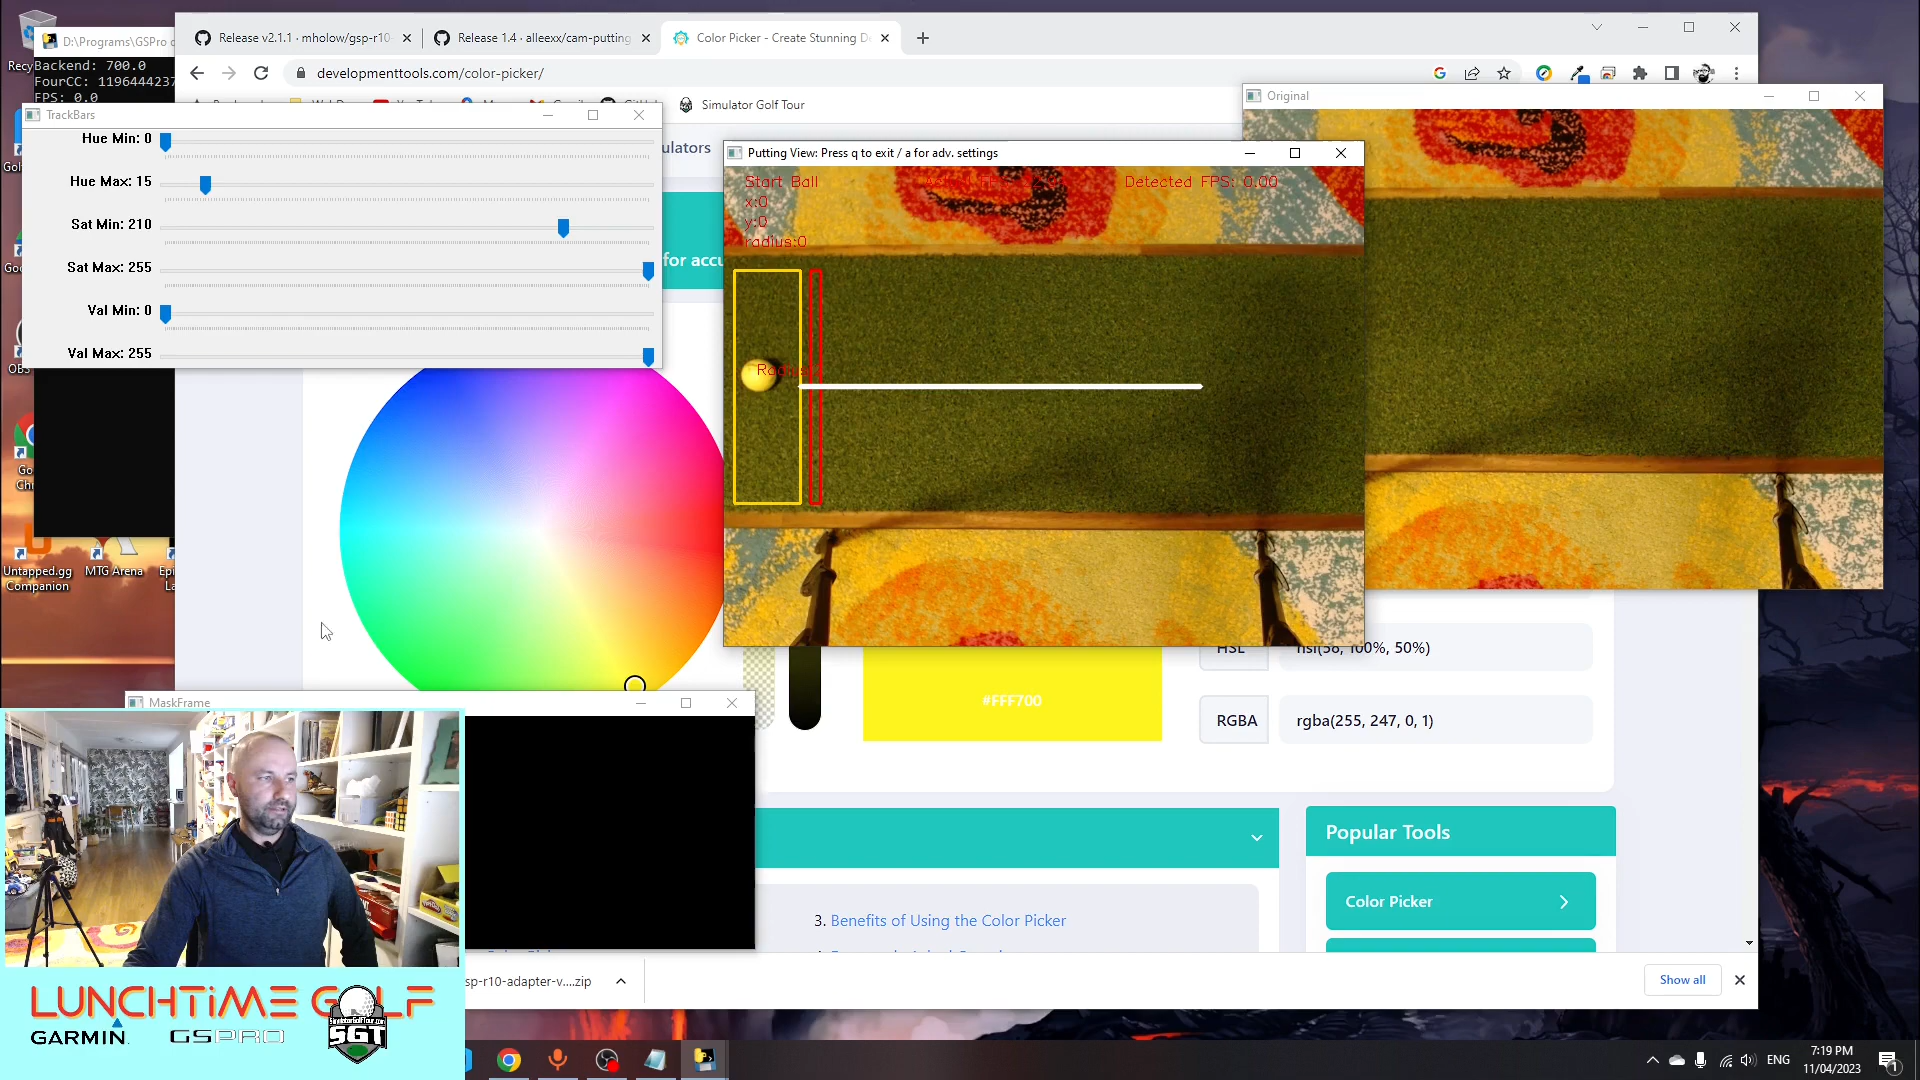 Release v2.1.1 · mholow/gsp-r10-
Release 1.4 · alleexx/cam-putting
Color Picker - Create Stunning De
D:\Programs\GSPro
Backend: 700.0
FourCC: 1196444237
FPS: 0.0
developmenttools.com/color-picker/
Simulator Golf Tour
Original
TrackBars
Hue Min: 0
Hue Max: 15
Sat Min: 210
Sat Max: 255
Val Min: 0
Val Max: 255
ulators
for accu
Putting View: Press q to exit / a for adv. settings
Start Ball
x:0
y:0
radius:0
Detected FPS: 0.00
Radius
Untapped.gg
Companion
MTG Arena
HSL
100%, 50%)
#FFF700
RGBA
rgba(255, 247, 0, 1)
MaskFrame
Popular Tools
Color Picker
3. Benefits of Using the Color Picker
sp-r10-adapter-v....zip
Show all
LUNCHTIME GOLF
GARMIN
GSPRO
SGT
ENG
7:19 PM
11/04/2023
1